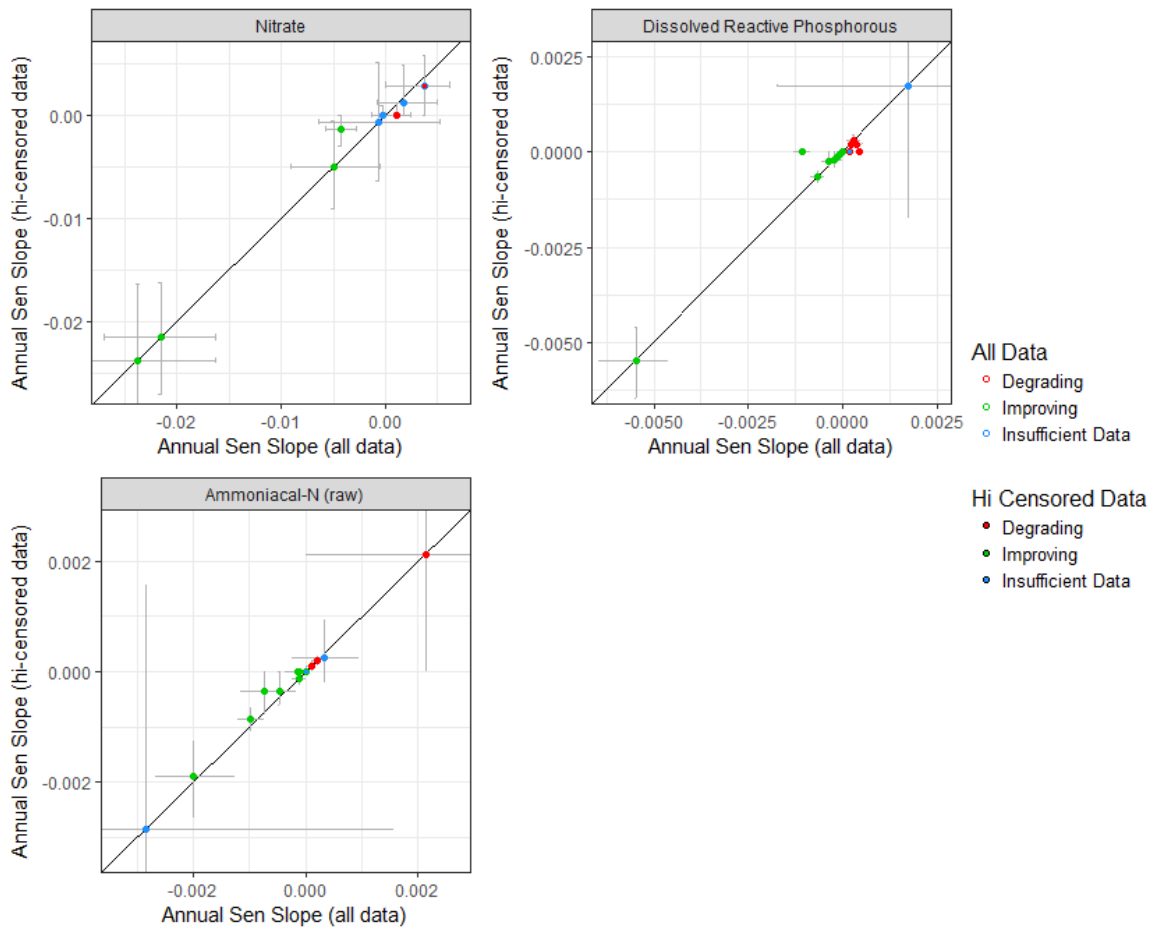 Nitrate
Annual Sen Slope (hi-censored data)
0.00
-0.01
-0.02
-0.02
-0.01
0.00
Annual Sen Slope (all data)
Dissolved Reactive Phosphorous
Annual Sen Slope (hi-censored data)
0.0025
0.0000
-0.0025
-0.0050
-0.0050
-0.0025
0.000
0.0025
Annual Sen Slope (all data)
All Data
Degrading
Improving
Insufficient Data
Ammoniacal-N (raw)
Annual Sen Slope (hi-censored data)
0.002
0.000
-0.002
-0.002
0.000
0.002
Annual Sen Slope (all data)
Hi Censored Data
Degrading
Improving
Insufficient Data